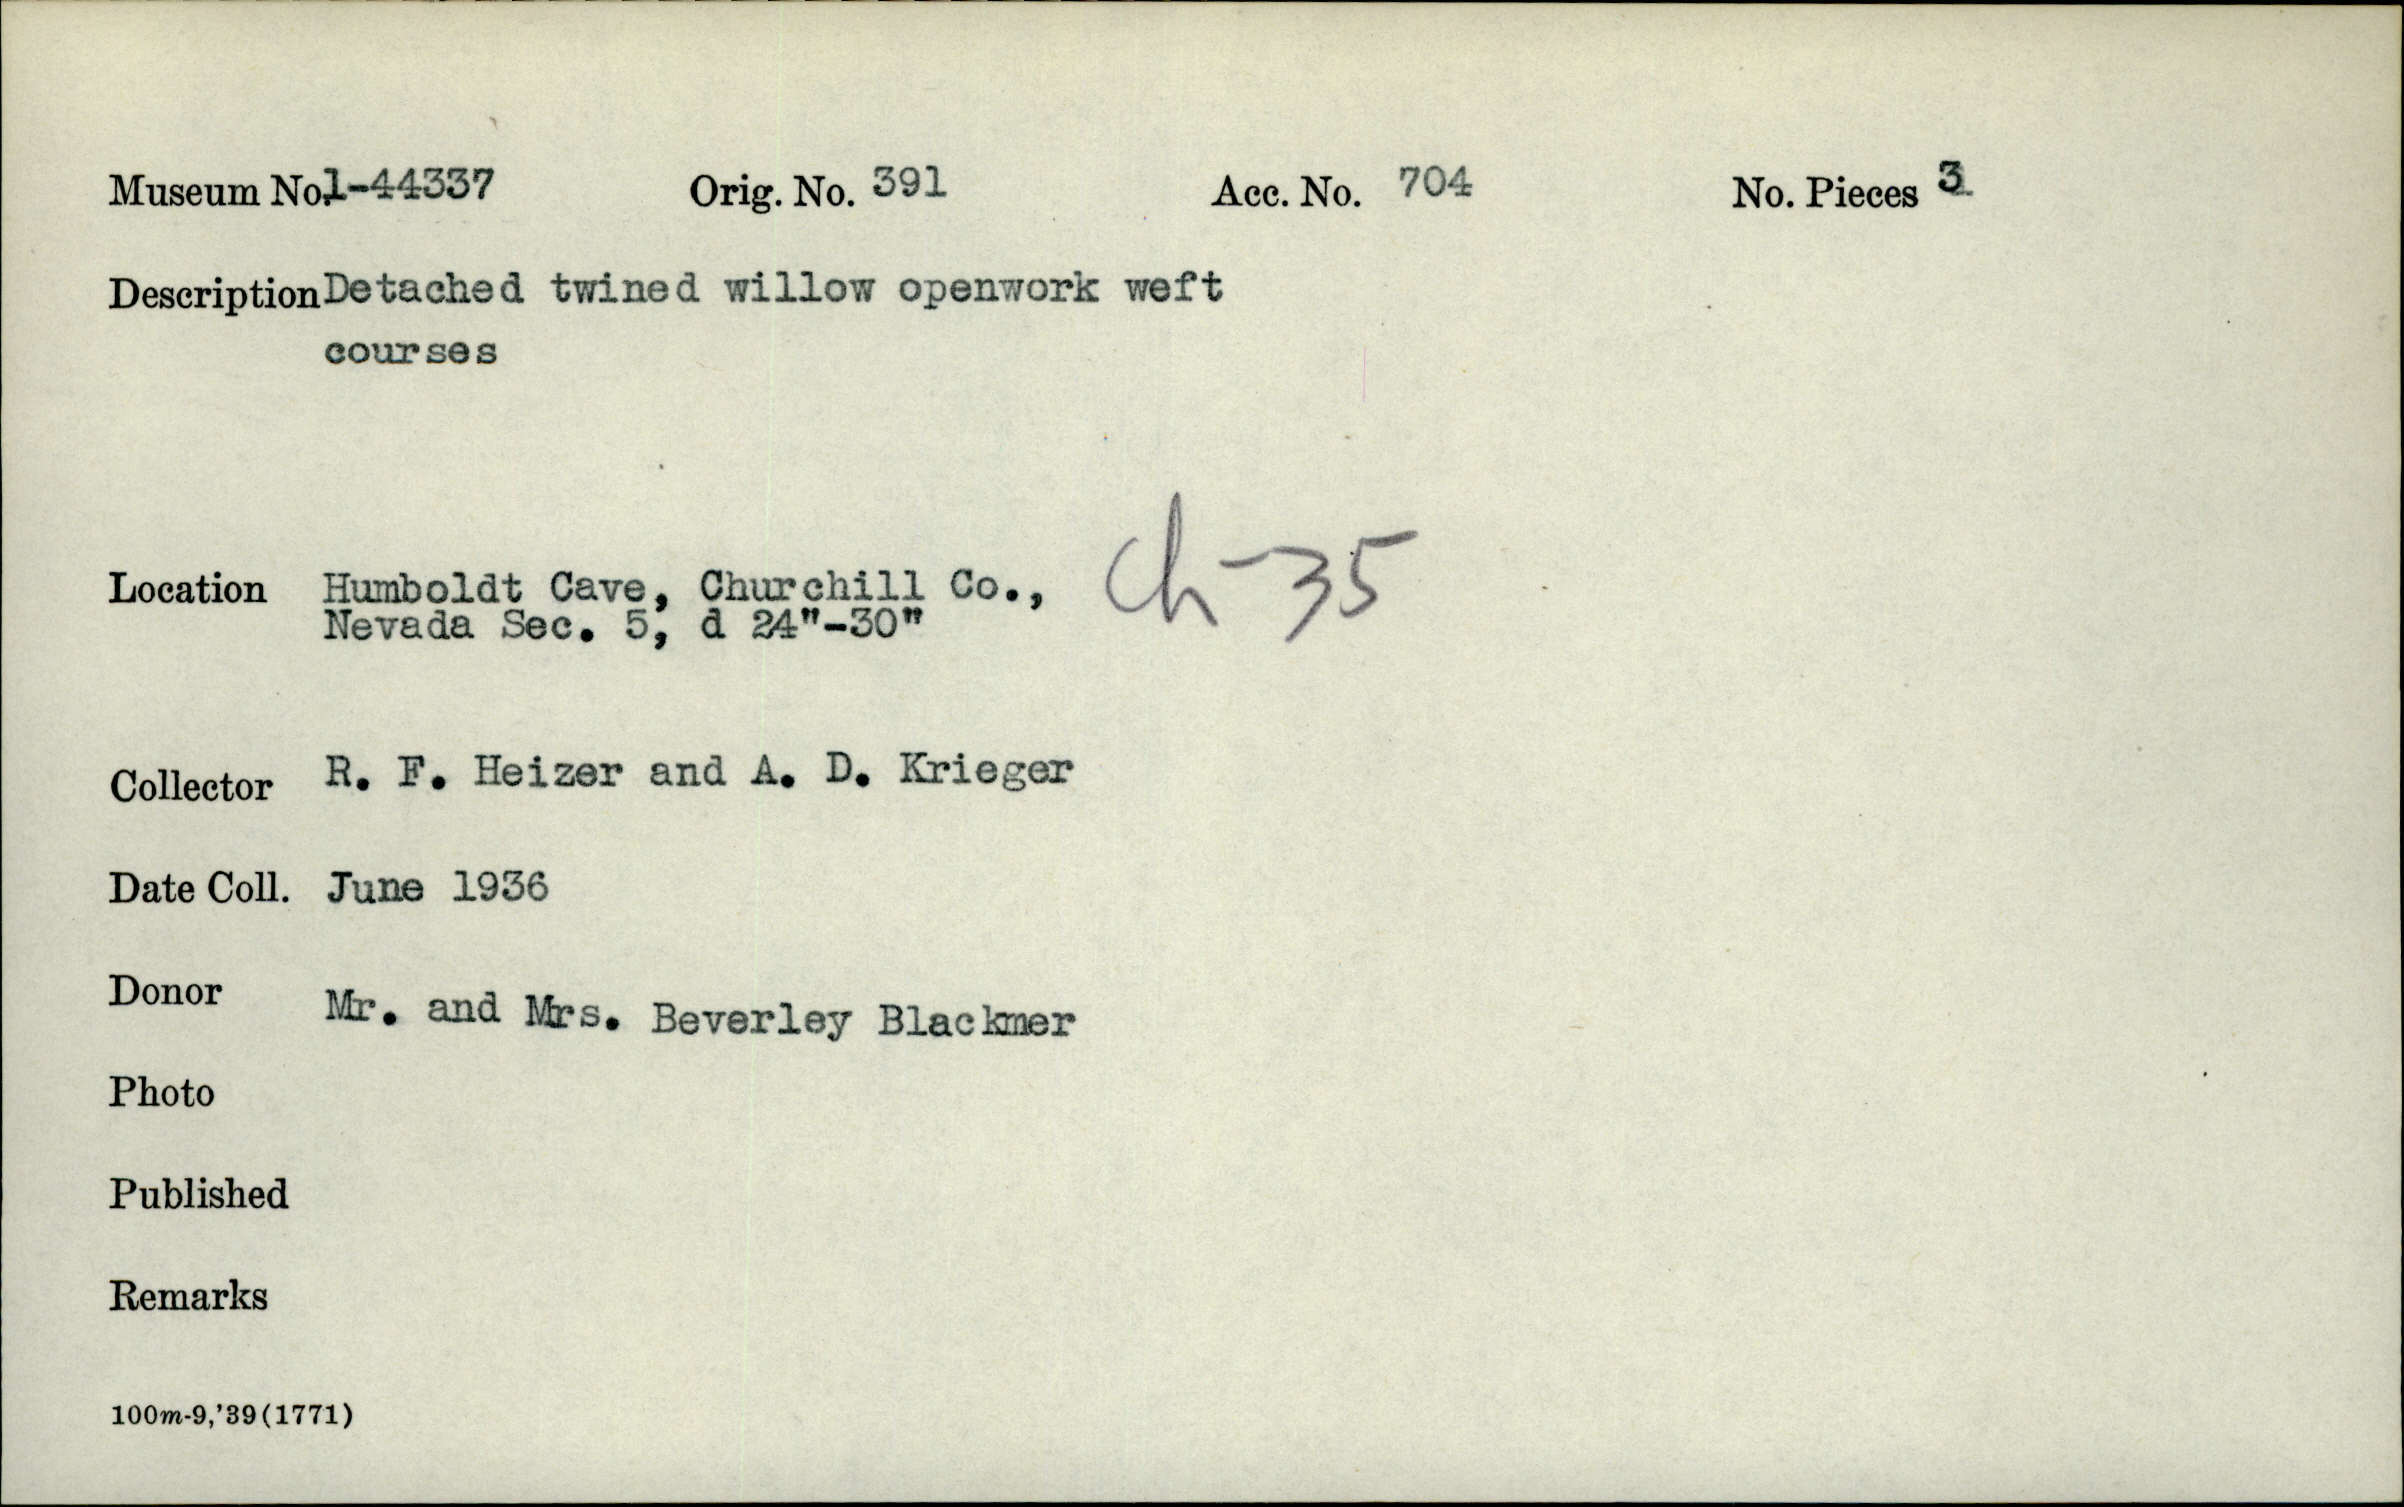 Museum No. 1-44337 Orig. No. 391 Acc. No. 704 No. Pieces 3
Description Detached twined willow openwork weft
courses
Location Humboldt Cave, Churchill Co., Ch-35
Nevada Sec. 5, d 24"-30"
Collector R. F. Heizer and A. D. Krieger
Date Coll. June 1936
Donor Mr. and Mrs. Beverley Blackmer
Photo
Published
Remarks
100m-9,'39(1771)